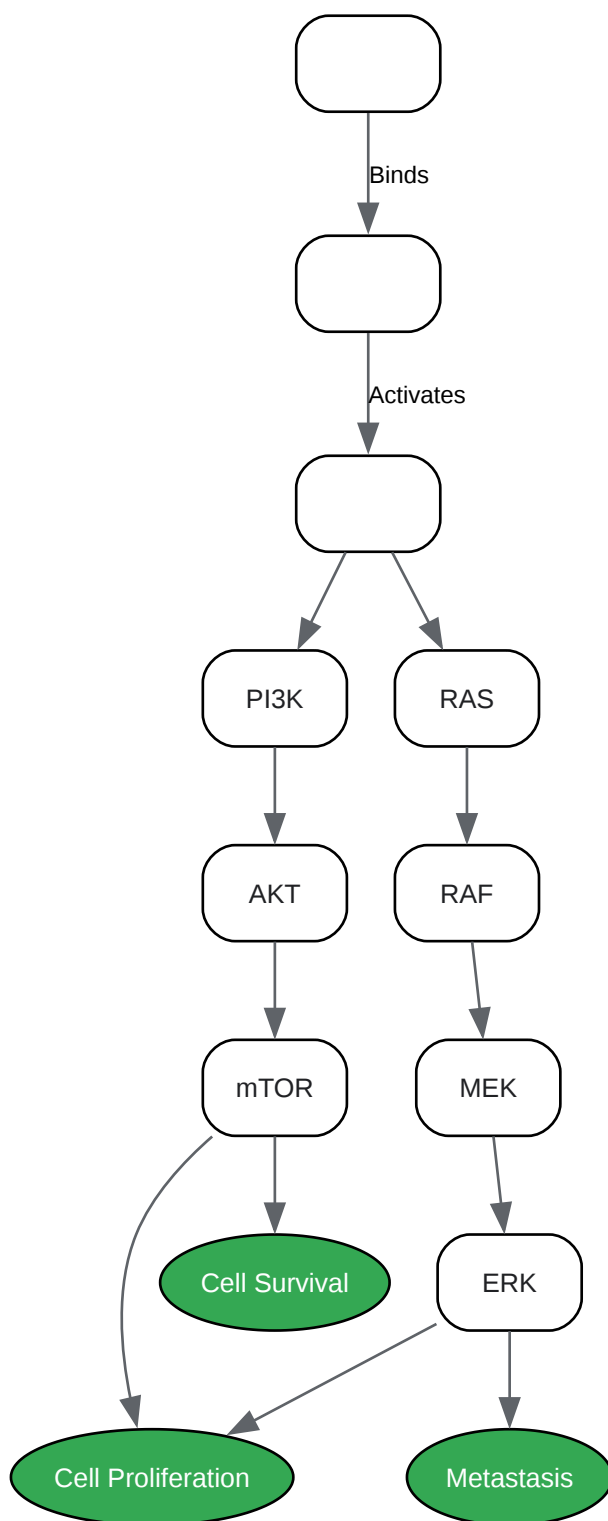 Binds
Activates
PI3K
RAS
AKT
RAF
mTOR
MEK
Cell Survival
ERK
Cell Proliferation
Metastasis